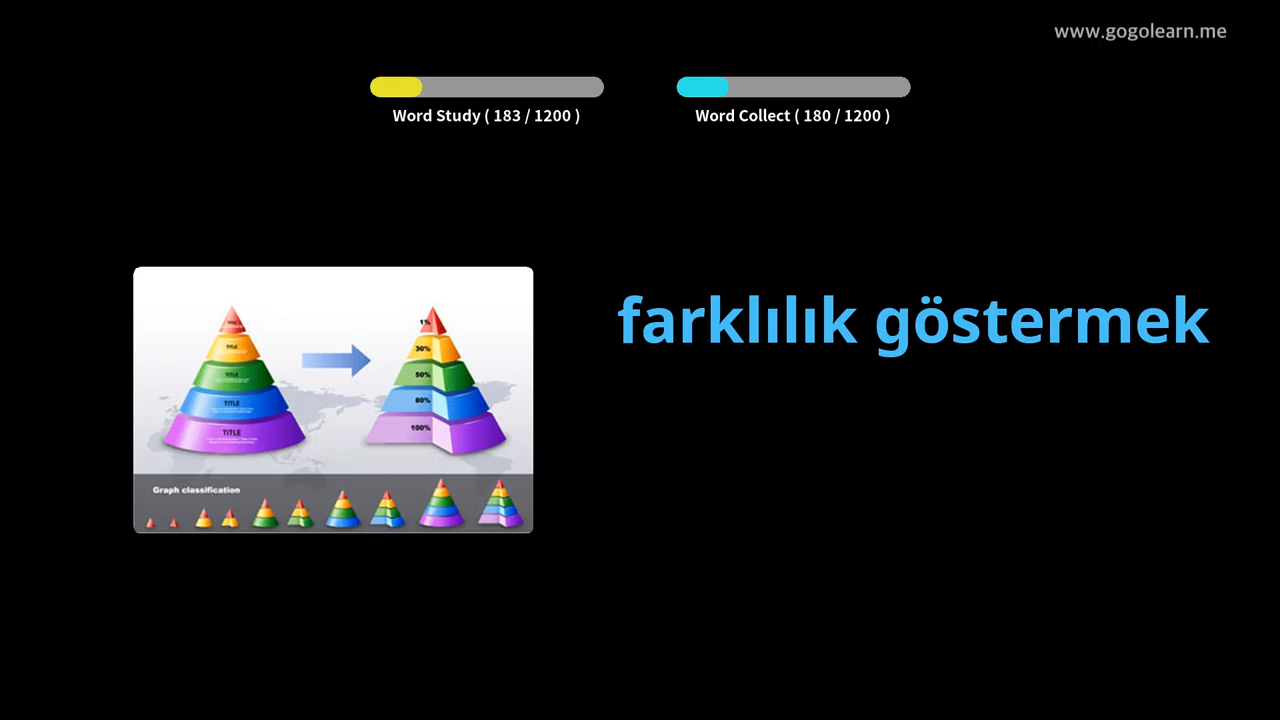 www.gogolearn.me
Word Study ( 183 / 1200 )
Word Collect ( 180 / 1200 )
farklılık göstermek
TITLE
TITLE
TITLE
TITLE
1%
30%
50%
80%
100%
Graph classification